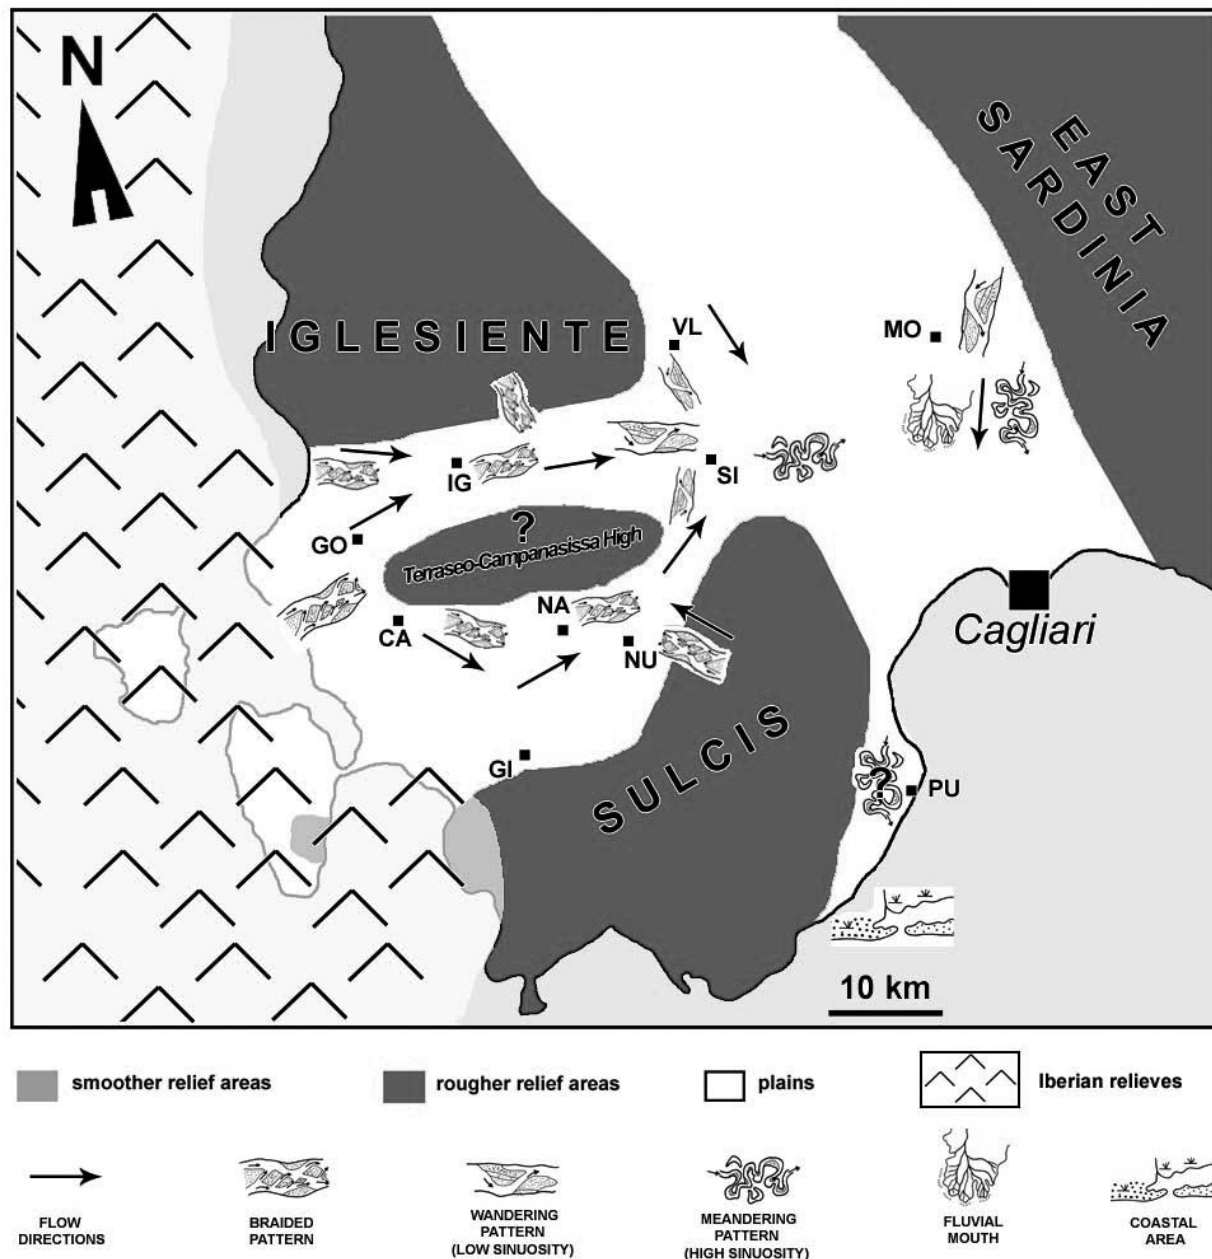 N
EAST
SARDINIA
IGLESIENTE
VL
MO
IG
SI
GO
?
Terraseo-Campanasissa High
NA
CA
NU
Cagliari
GI
SULCIS
?
PU
10 km
smoother relief areas
rougher relief areas
plains
Iberian relieves
FLOW
DIRECTIONS
BRAIDED
PATTERN
WANDERING
PATTERN
(LOW SINUOSITY)
MEANDERING
PATTERN
(HIGH SINUOSITY)
FLUVIAL
MOUTH
COASTAL
AREA